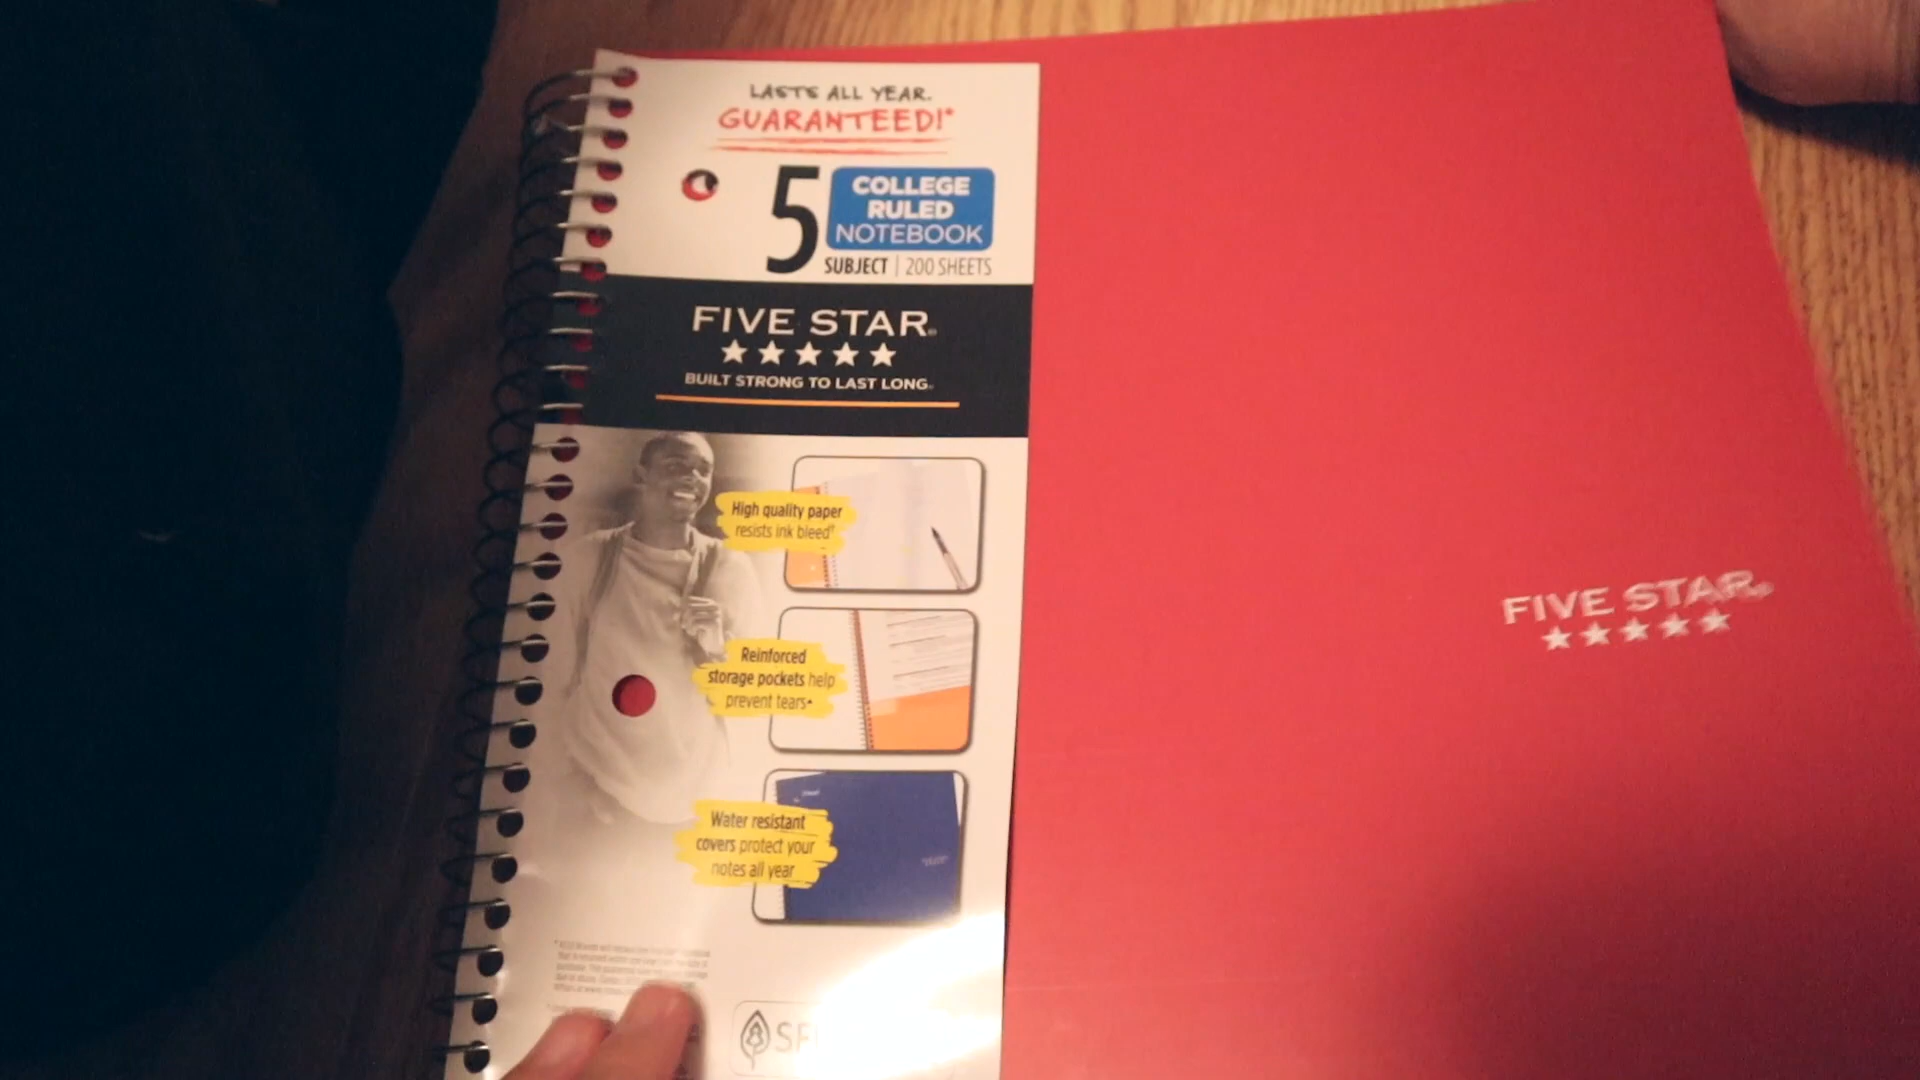 LASTS ALL YEAR.
GUARANTEED!*
5
COLLEGE
RULED
NOTEBOOK
SUBJECT | 200 SHEETS
FIVE STAR®
BUILT STRONG TO LAST LONG.
High quality paper
resists ink bleed†
Reinforced
storage pockets help
prevent tears▲
Water resistant
covers protect your
notes all year
FIVE STAR®